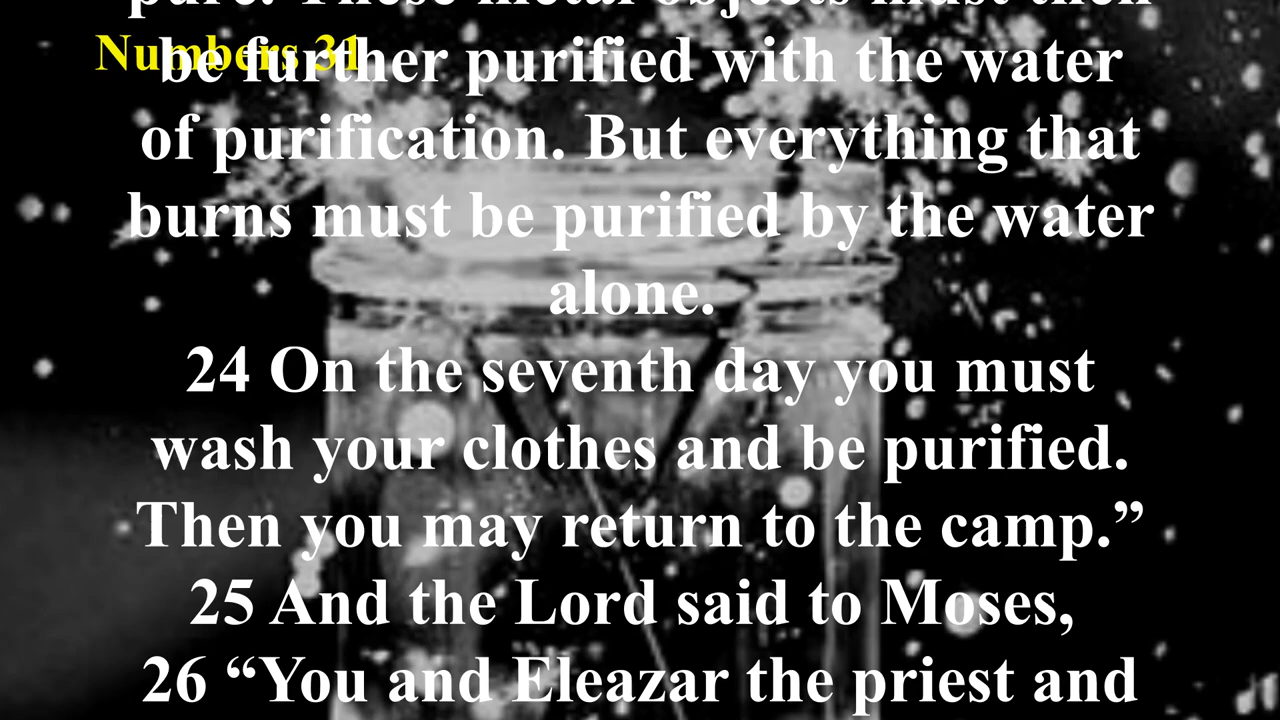 pure. These metal objects must then
Numbers 31
be further purified with the water
of purification. But everything that
burns must be purified by the water
alone.
24 On the seventh day you must
wash your clothes and be purified.
Then you may return to the camp.”
25 And the Lord said to Moses,
26 “You and Eleazar the priest and